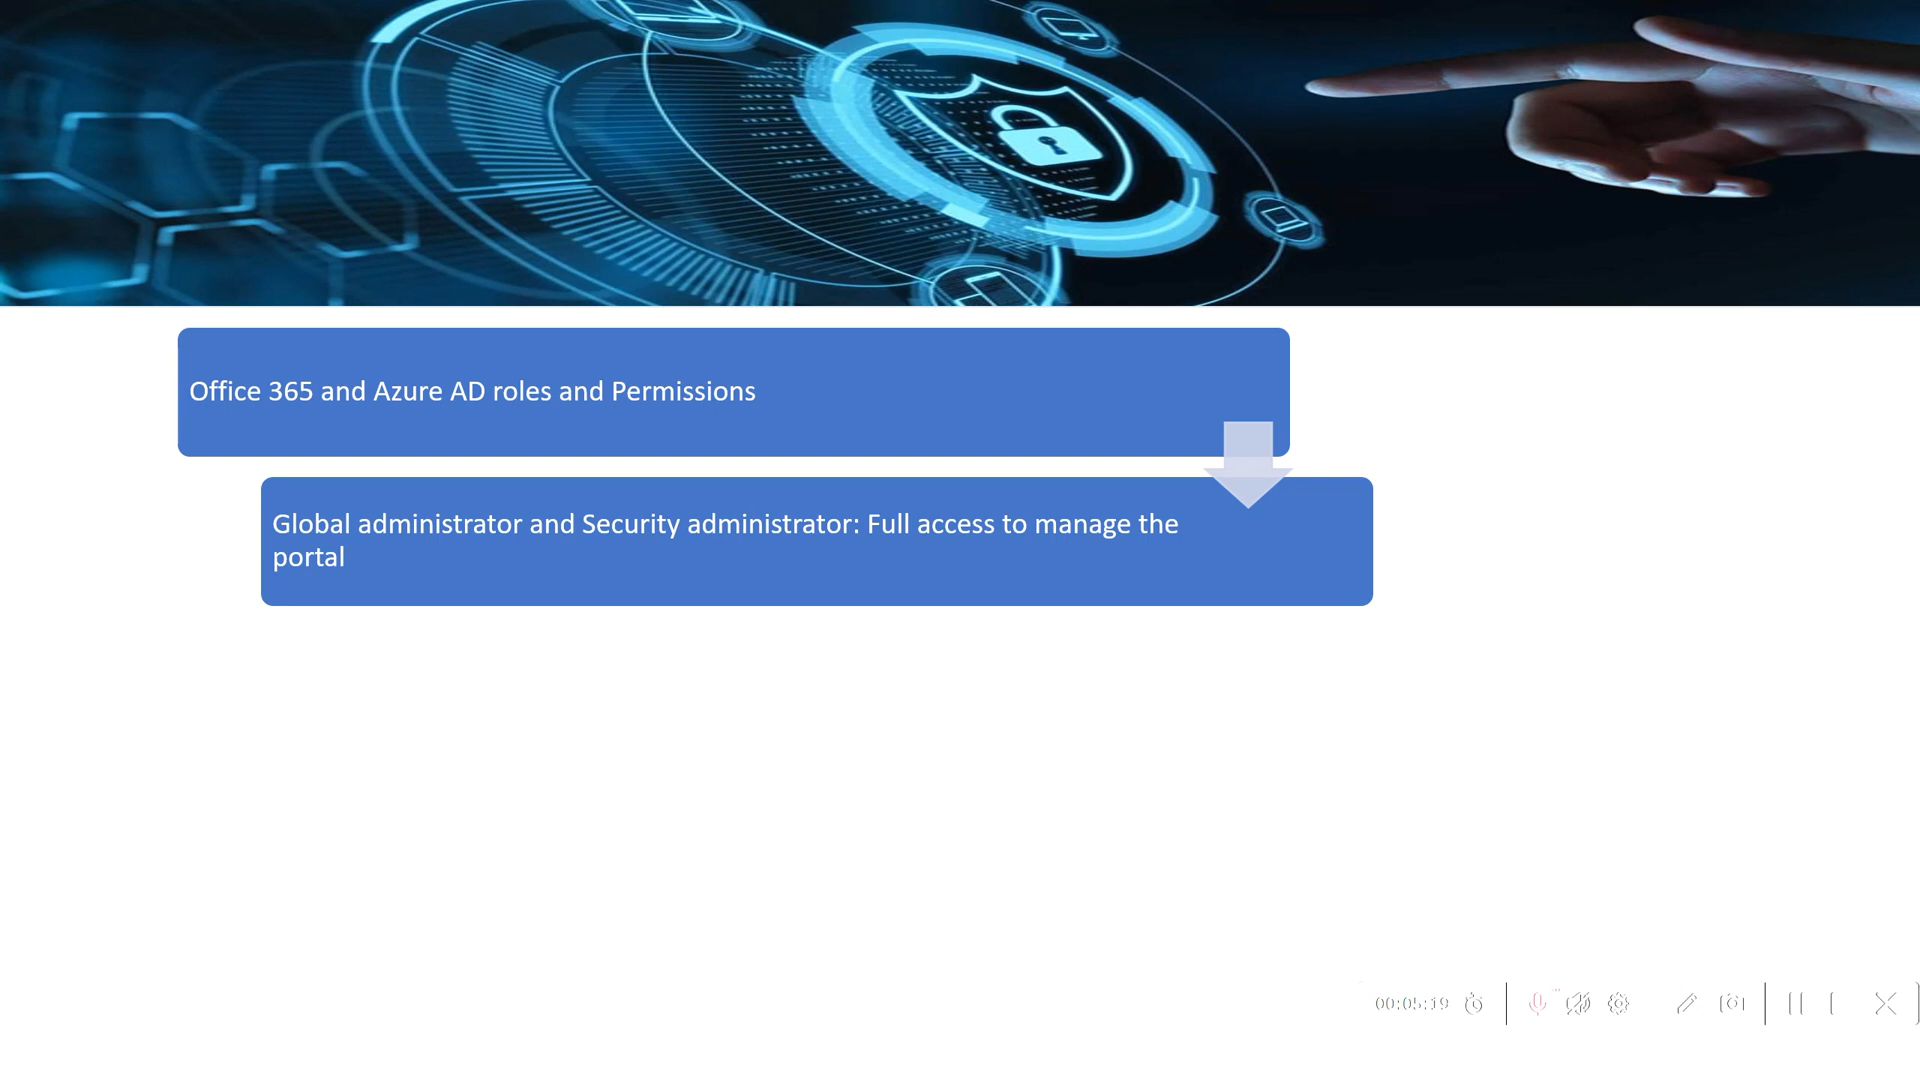 Office 365 and Azure AD roles and Permissions
Global administrator and Security administrator: Full access to manage the
portal
00:05:19